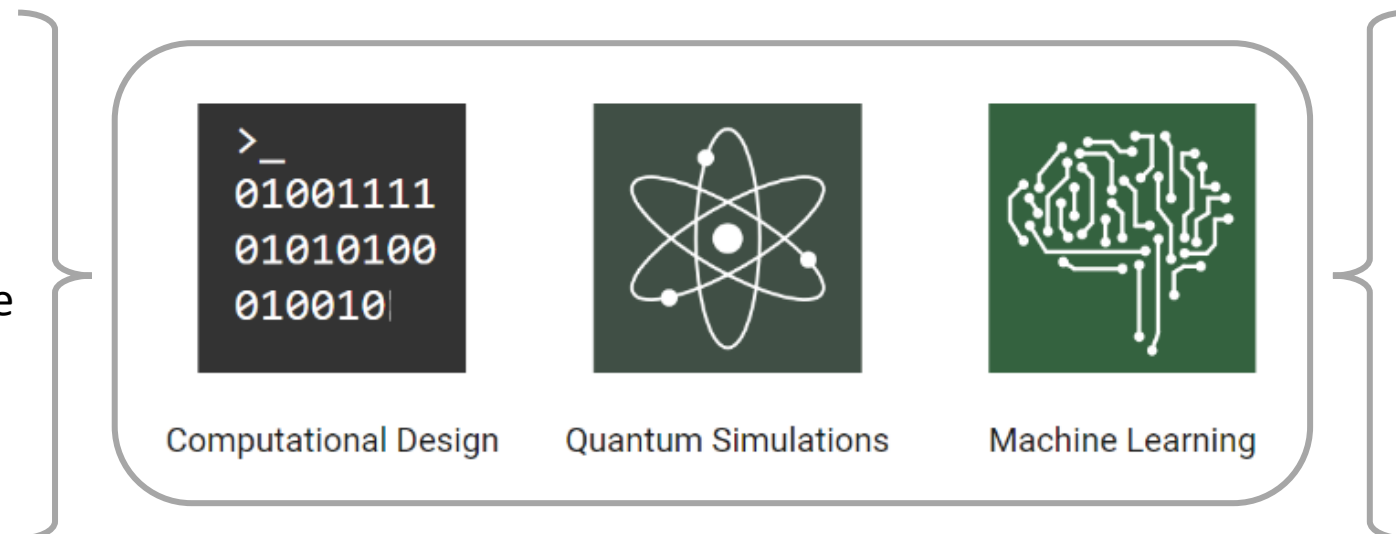 >_
01001111
01010100
010010
e
Computational Design
Quantum Simulations
Machine Learning